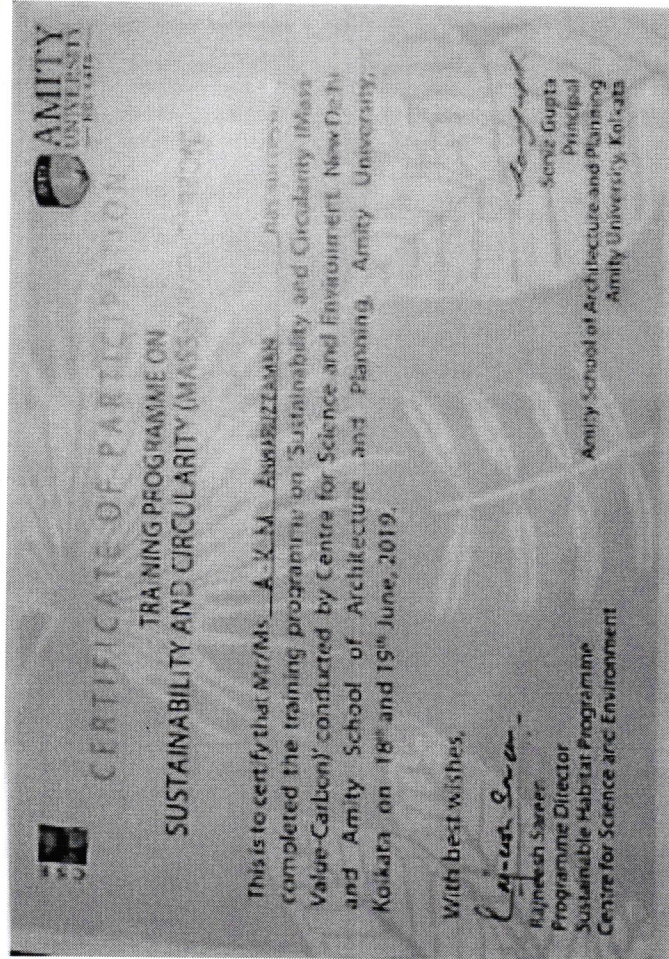 AMITY
UNIVERSITY
KOLKATA
CERTIFICATE OF PARTICIPATION
TRAINING PROGRAMME ON
SUSTAINABILITY AND CIRCULARITY (MASS-V
This is to certify that Mr/Ms A.K.M.
completed the training programme on 'Sustainability and Circularity (Mass-
Value-Carbon)' conducted by Centre for Science and Environment, New Delhi
and Amity School of Architecture and Planning, Amity University,
Kolkata on 18th and 19th June, 2019.
With best wishes,
Rajneesh Sareen
Programme Director
Sustainable Habitat Programme
Centre for Science and Environment
Gupta
Principal
Amity School of Architecture and Planning
Amity University, Kolkata